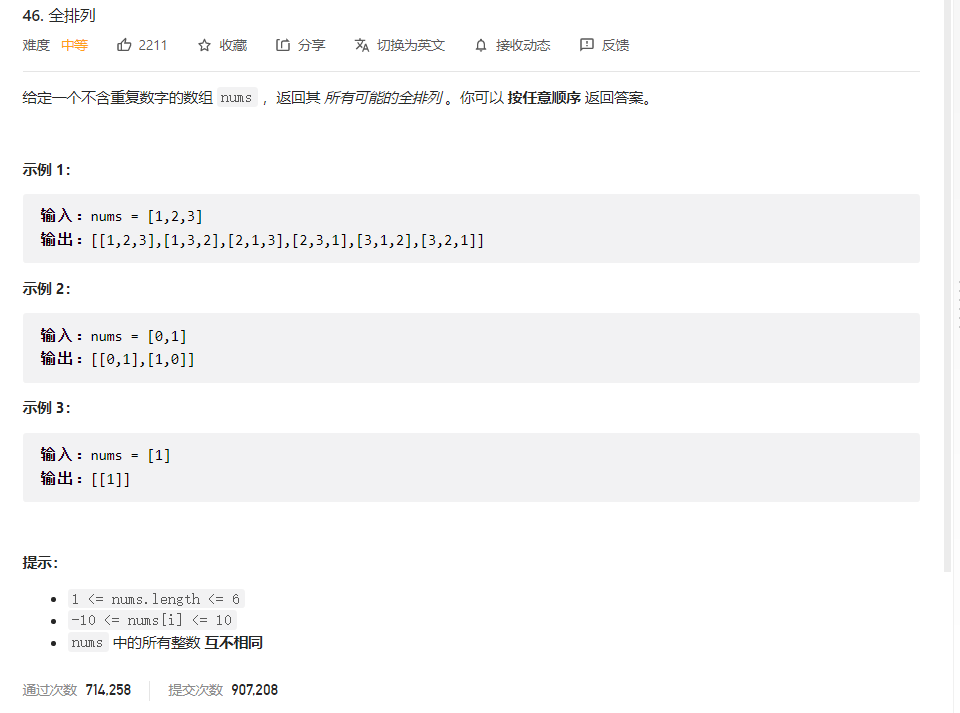 46. 全排列
难度 中等 2211 收藏 分享 切换为英文 接收动态 反馈
给定一个不含重复数字的数组 nums ，返回其 所有可能的全排列 。你可以 按任意顺序 返回答案。
示例 1：
输入：nums = [1,2,3]
输出：[[1,2,3],[1,3,2],[2,1,3],[2,3,1],[3,1,2],[3,2,1]]
示例 2：
输入：nums = [0,1]
输出：[[0,1],[1,0]]
示例 3：
输入：nums = [1]
输出：[[1]]
提示：
1 <= nums.length <= 6
-10 <= nums[i] <= 10
nums 中的所有整数 互不相同
通过次数 714,258 提交次数 907,208